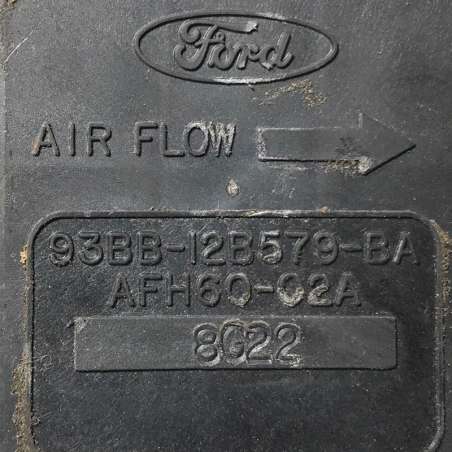 Ford
AIR FLOW
93BB-12B579-BA
AFH60-02A
8G22